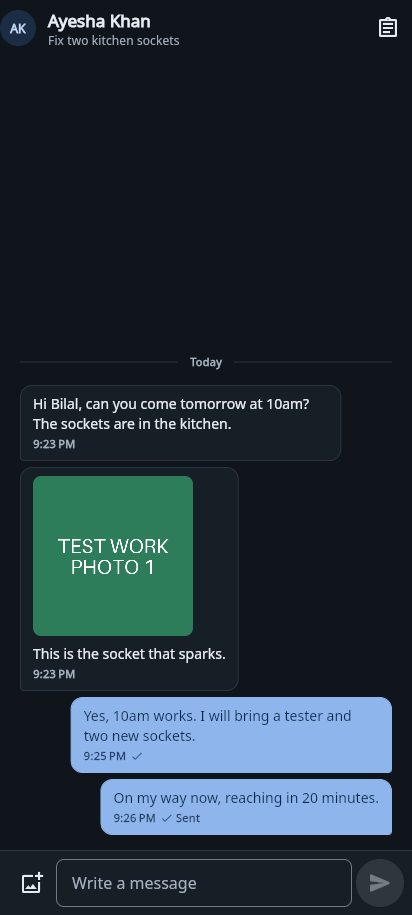 AK
Ayesha Khan
Fix two kitchen sockets
Today
Hi Bilal, can you come tomorrow at 10am?
The sockets are in the kitchen.
9:23 PM
TEST WORK
PHOTO 1
This is the socket that sparks.
9:23 PM
Yes, 10am works. I will bring a tester and
two new sockets.
9:25 PM
On my way now, reaching in 20 minutes.
9:26 PM Sent
Write a message